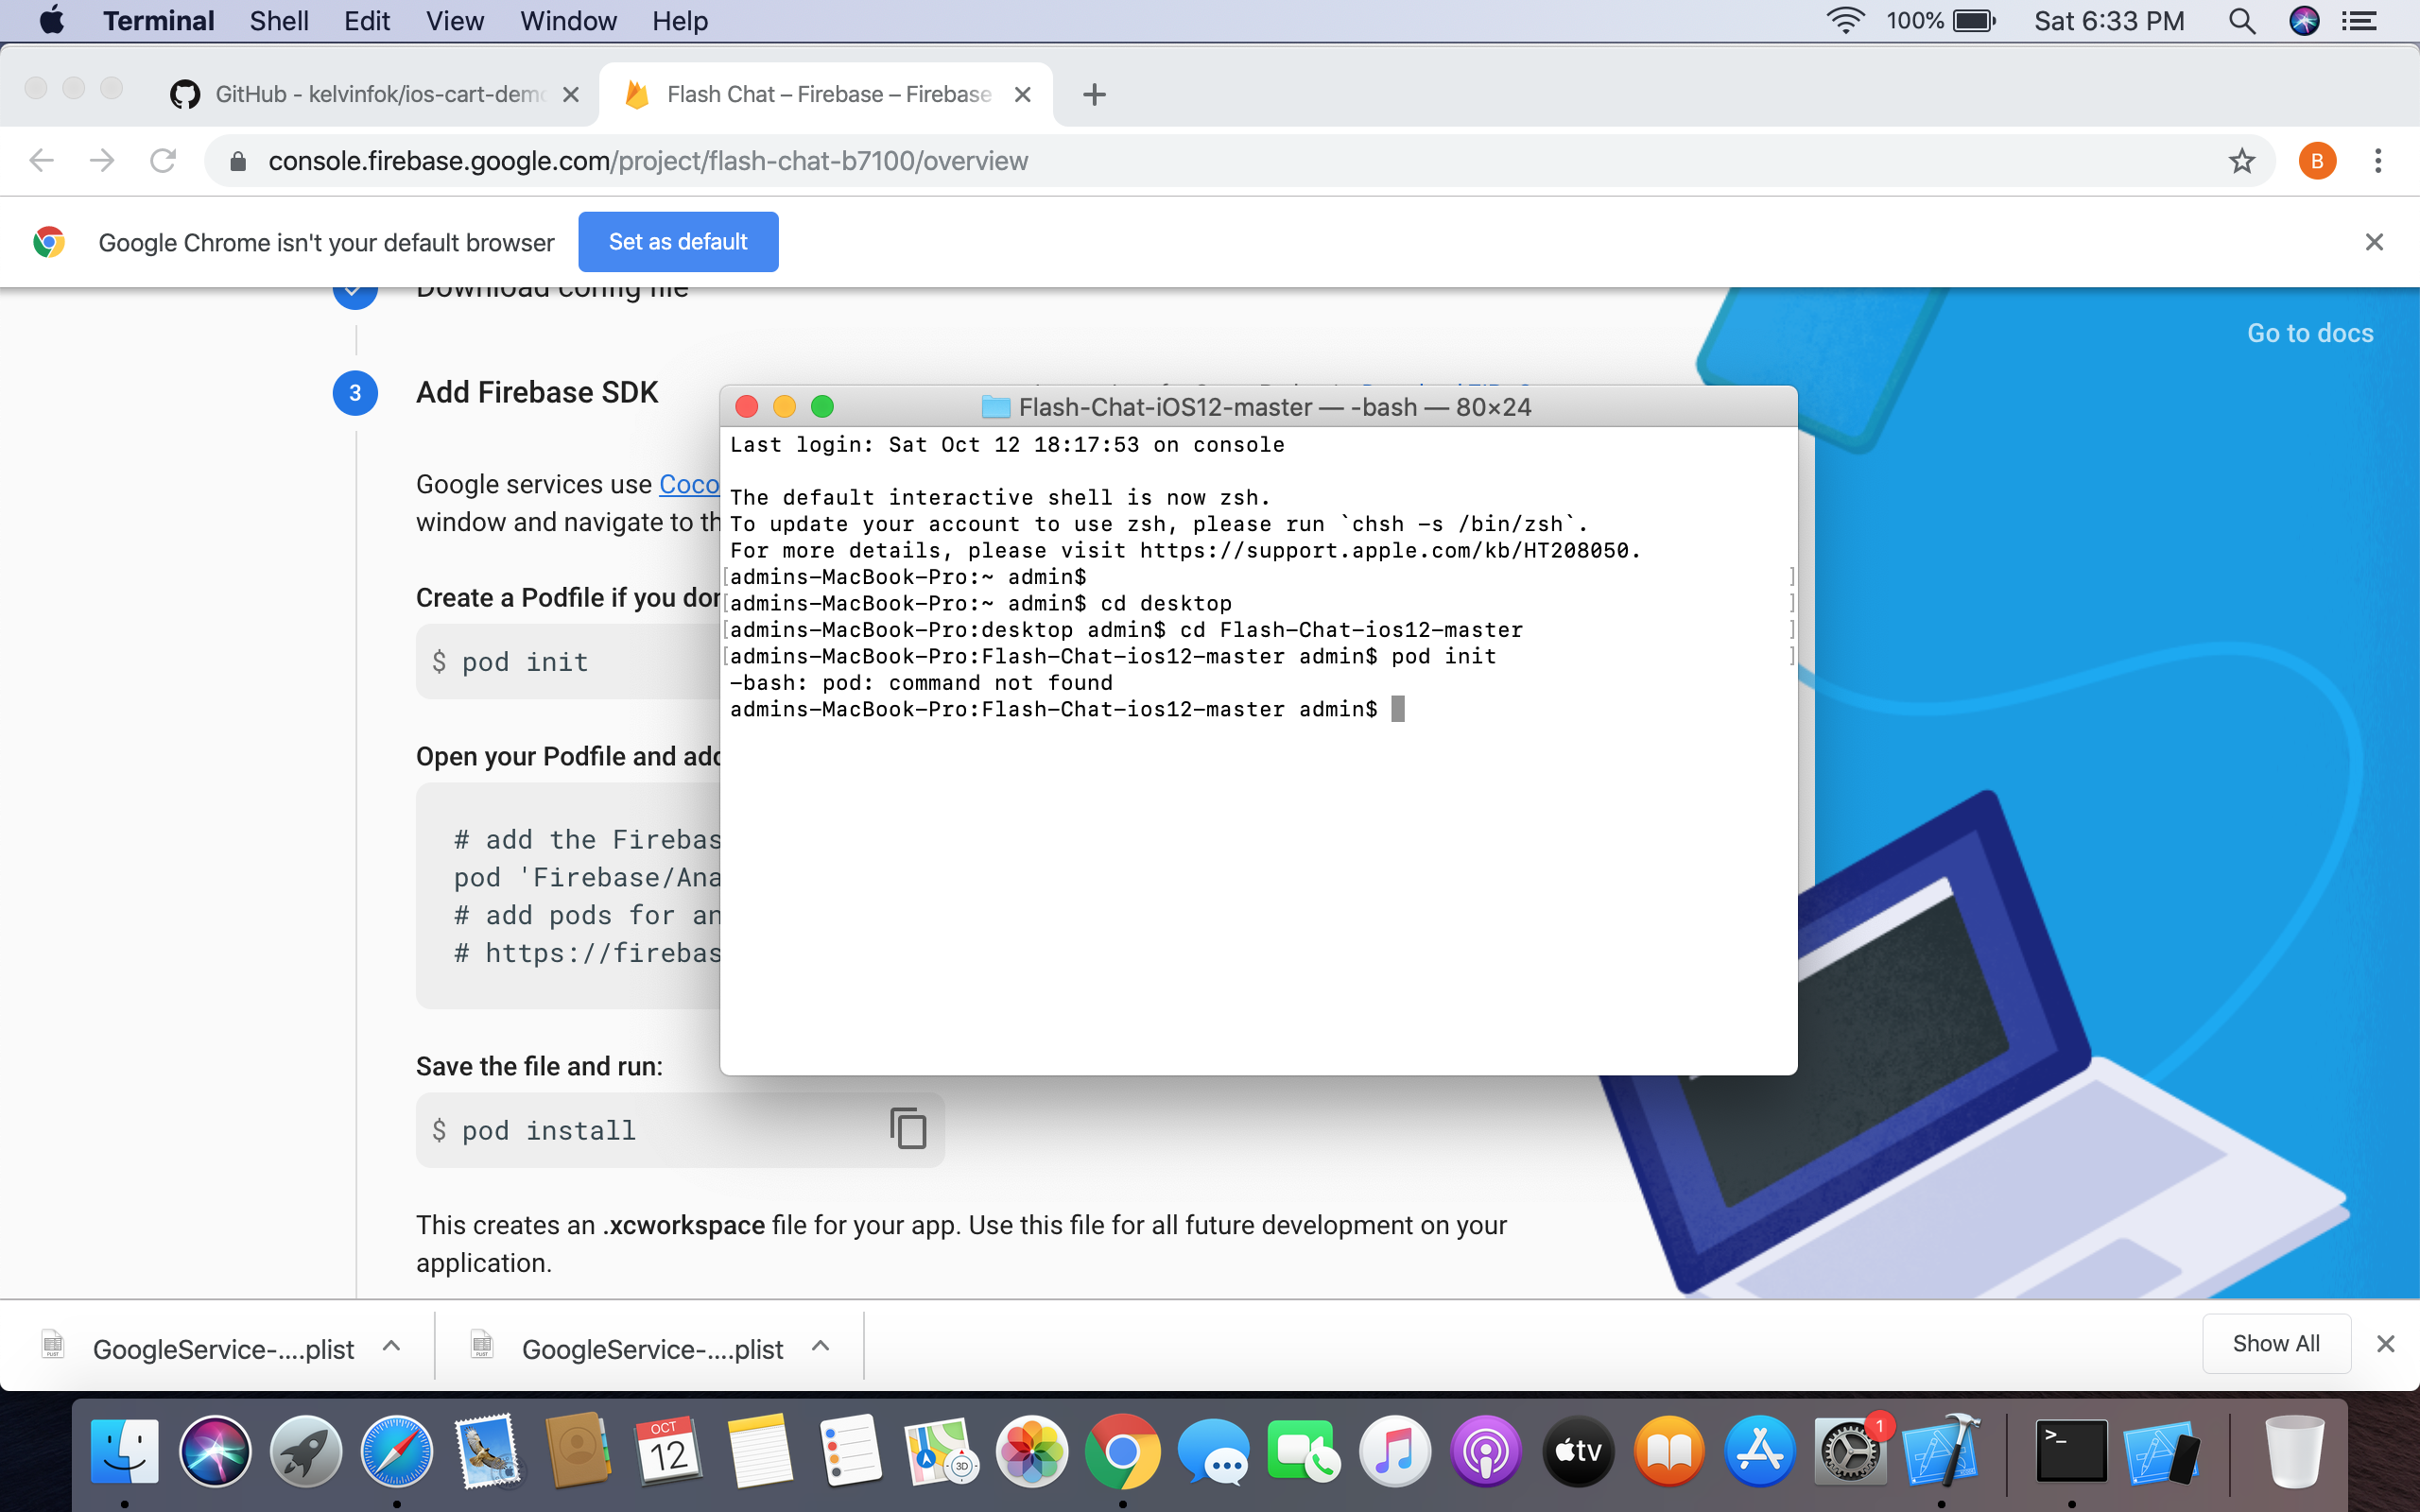 Terminal Shell Edit View Window Help 100% Sat 6:33 PM
GitHub - kelvinfok/ios-cart-demo Flash Chat – Firebase – Firebase
console.firebase.google.com/project/flash-chat-b7100/overview B
Google Chrome isn't your default browser Set as default
Download config file
Go to docs
3 Add Firebase SDK
Google services use Coco
window and navigate to th
Create a Podfile if you don
$ pod init
Open your Podfile and add
# add the Firebas
pod 'Firebase/Ana
# add pods for an
# https://firebas
Save the file and run:
$ pod install
This creates an .xcworkspace file for your app. Use this file for all future development on your
application.
Flash-Chat-iOS12-master — -bash — 80×24
Last login: Sat Oct 12 18:17:53 on console
The default interactive shell is now zsh.
To update your account to use zsh, please run `chsh -s /bin/zsh`.
For more details, please visit https://support.apple.com/kb/HT208050.
[admins-MacBook-Pro:~ admin$ ]
[admins-MacBook-Pro:~ admin$ cd desktop ]
[admins-MacBook-Pro:desktop admin$ cd Flash-Chat-ios12-master ]
[admins-MacBook-Pro:Flash-Chat-ios12-master admin$ pod init ]
-bash: pod: command not found
admins-MacBook-Pro:Flash-Chat-ios12-master admin$
GoogleService-....plist GoogleService-....plist Show All
OCT
12
3D
tv
1
>_